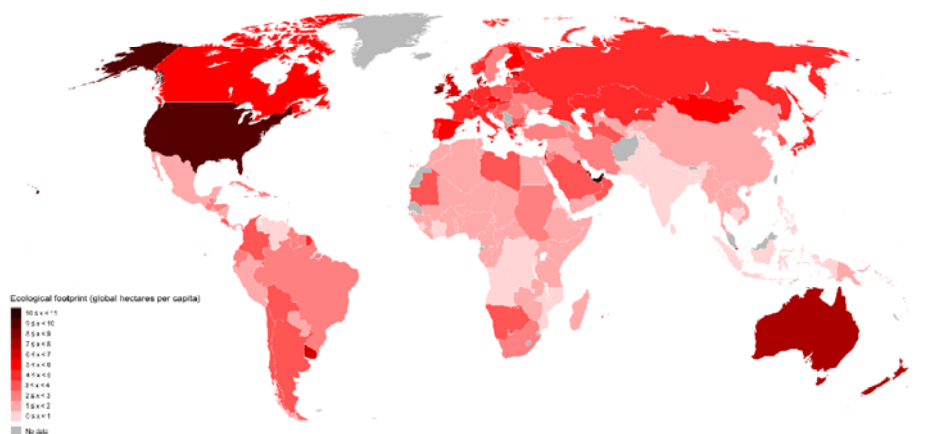 Ecological footprint (global hectares per capita)
10 ≤ x < 11
9 ≤ x < 10
8 ≤ x < 9
7 ≤ x < 8
6 ≤ x < 7
5 ≤ x < 6
4 ≤ x < 5
3 ≤ x < 4
2 ≤ x < 3
1 ≤ x < 2
0 ≤ x < 1
No data